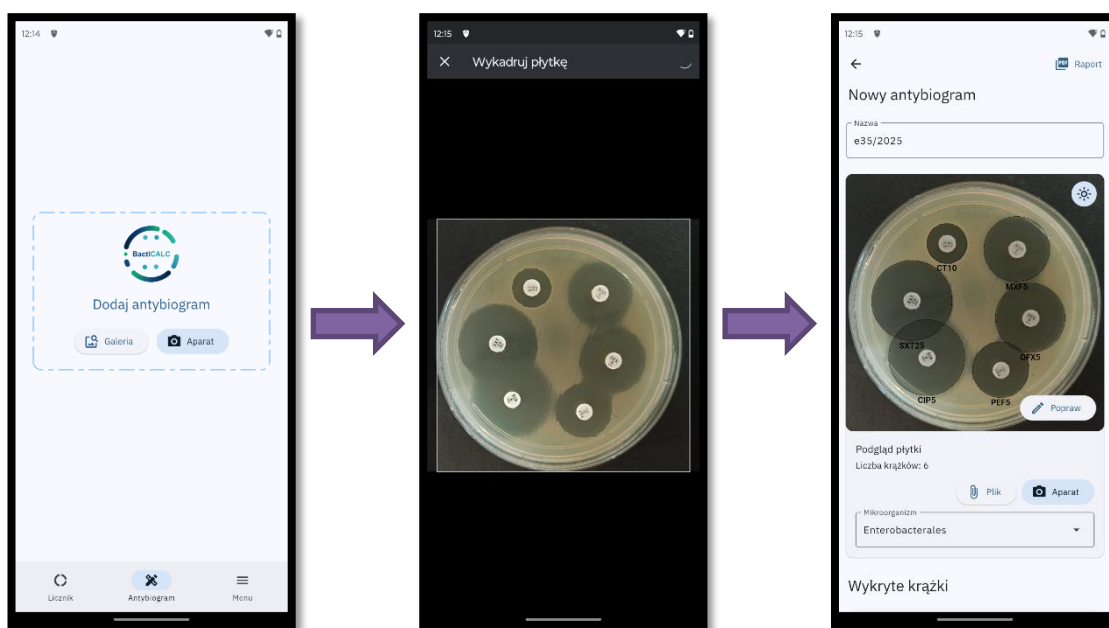 12:14
BactiCALC
Dodaj antybiogram
Galeria
Aparat
Licznik
Antybiogram
Menu
12:15
Wykadruj płytkę
12:15
Raport
Nowy antybiogram
Nazwa
e35/2025
CT10
MXF5
SXT25
OFX5
CIP5
PEF5
Popraw
Podgląd płytki
Liczba krążków: 6
Plik
Aparat
Mikroorganizm
Enterobacterales
Wykryte krążki